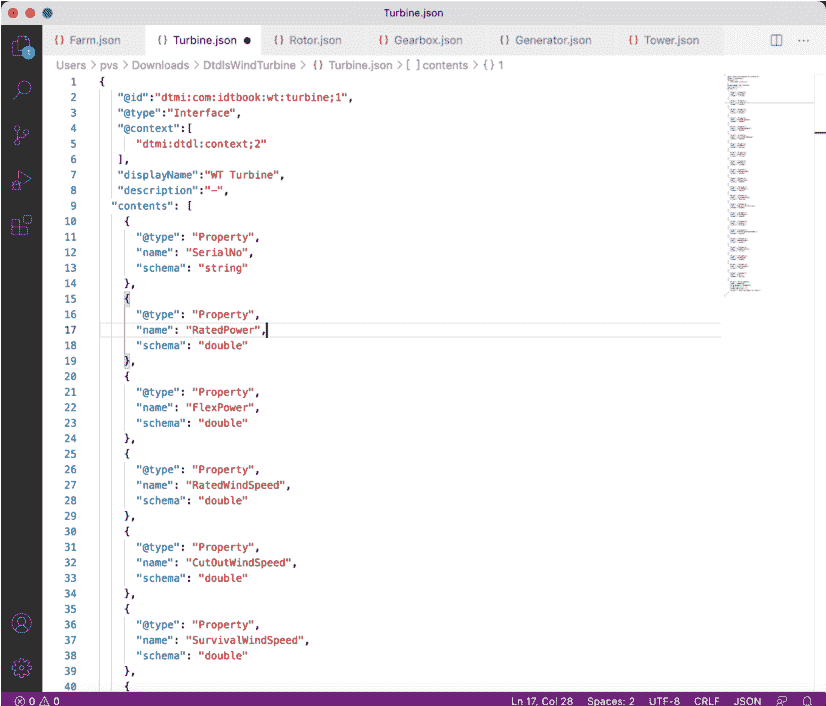 Turbine.json
{} Farm.json
{} Turbine.json ●
{} Rotor.json
{} Gearbox.json
{} Generator.json
{} Tower.json
···
Users > pvs > Downloads > DtdlsWindTurbine > {} Turbine.json > [ ] contents > {} 1
1 {
2 "@id":"dtmi:com:idtbook:wt:turbine;1",
3 "@type":"Interface",
4 "@context":[
5 "dtmi:dtdl:context;2"
6 ],
7 "displayName":"WT Turbine",
8 "description":"-",
9 "contents": [
10 {
11 "@type": "Property",
12 "name": "SerialNo",
13 "schema": "string"
14 },
15 {
16 "@type": "Property",
17 "name": "RatedPower",
18 "schema": "double"
19 },
20 {
21 "@type": "Property",
22 "name": "FlexPower",
23 "schema": "double"
24 },
25 {
26 "@type": "Property",
27 "name": "RatedWindSpeed",
28 "schema": "double"
29 },
30 {
31 "@type": "Property",
32 "name": "CutOutWindSpeed",
33 "schema": "double"
34 },
35 {
36 "@type": "Property",
37 "name": "SurvivalWindSpeed",
38 "schema": "double"
39 },
40 {
0 0 Ln 17, Col 28 Spaces: 2 UTF-8 CRLF JSON